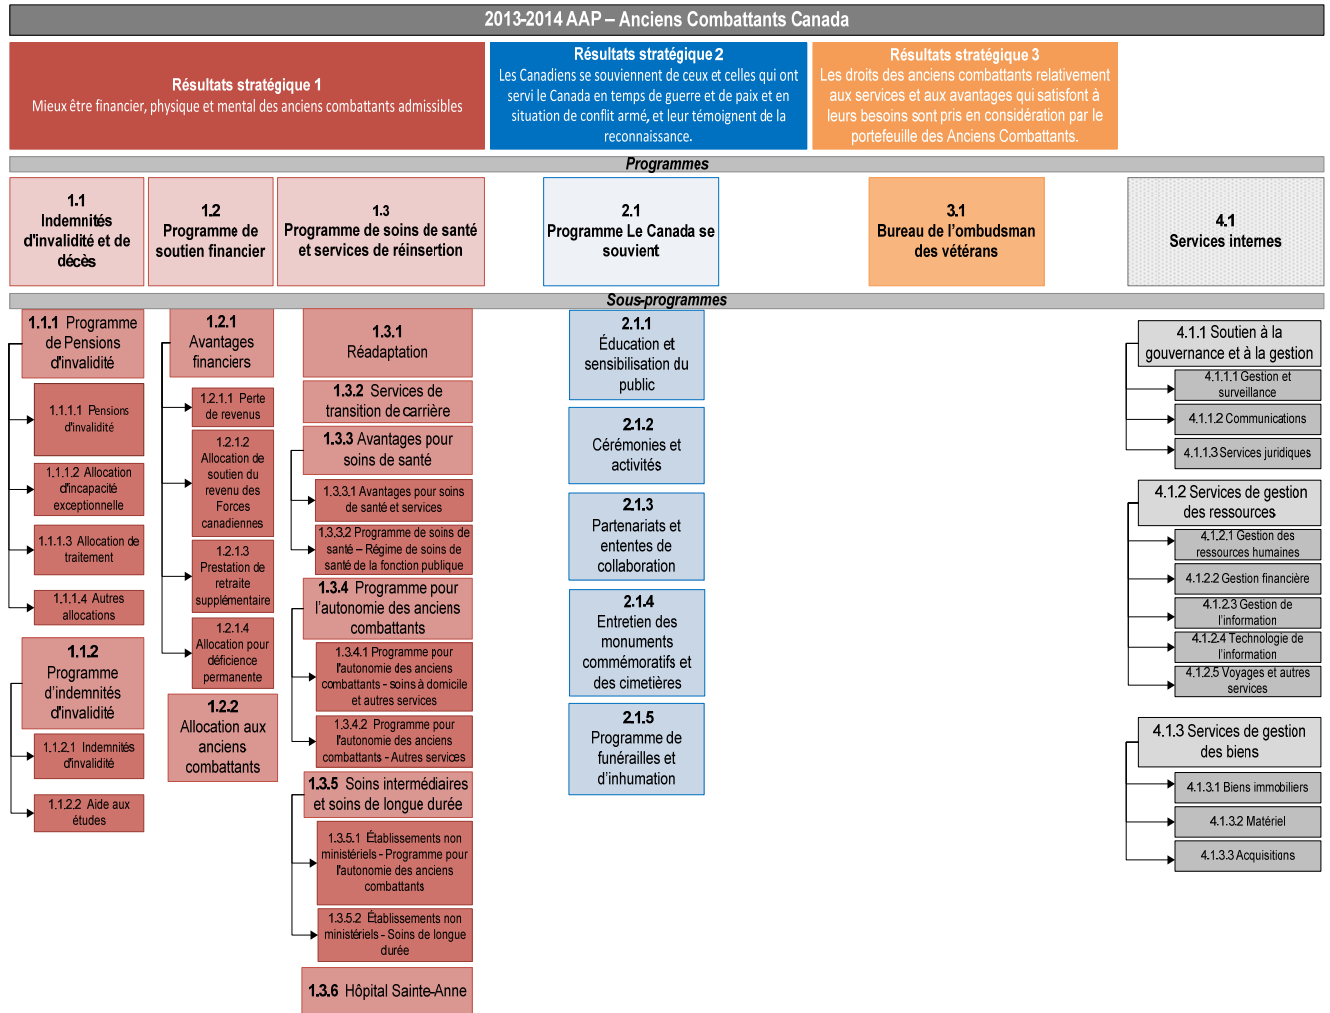 2013-2014 AAP – Anciens Combattants Canada
Résultats stratégique 1
Mieux être financier, physique et mental des anciens combattants admissibles
Résultats stratégique 2
Les Canadiens se souviennent de ceux et celles qui ont
servi le Canada en temps de guerre et de paix et en
situation de conflit armé, et leur témoignent de la
reconnaissance.
Résultats stratégique 3
Les droits des anciens combattants relativement
aux services et aux avantages qui satisfont à
leurs besoins sont pris en considération par le
portefeuille des Anciens Combattants.
Programmes
1.1
Indemnités
d'invalidité et de
décès
1.2
Programme de
soutien financier
1.3
Programme de soins de santé
et services de réinsertion
2.1
Programme Le Canada se
souvient
3.1
Bureau de l'ombudsman
des vétérans
4.1
Services internes
Sous-programmes
1.1.1 Programme
de Pensions
d'invalidité
1.1.1.1 Pensions
d'invalidité
1.1.1.2 Allocation
d'incapacité
exceptionnelle
1.1.1.3 Allocation de
traitement
1.1.1.4 Autres
allocations
1.1.2
Programme
d'indemnités
d'invalidité
1.1.2.1 Indemnités
d'invalidité
1.1.2.2 Aide aux
études
1.2.1
Avantages
financiers
1.2.1.1 Perte
de revenus
1.2.1.2
Allocation de
soutien du
revenu des
Forces
canadiennes
1.2.1.3
Prestation de
retraite
supplémentaire
1.2.1.4
Allocation pour
déficience
permanente
1.2.2
Allocation aux
anciens
combattants
1.3.1
Réadaptation
1.3.2 Services de
transition de carrière
1.3.3 Avantages pour
soins de santé
1.3.3.1 Avantages pour soins
de santé et services
1.3.3.2 Programme de soins de
santé – Régime de soins de
santé de la fonction publique
1.3.4 Programme pour
l'autonomie des anciens
combattants
1.3.4.1 Programme pour
l'autonomie des anciens
combattants - soins à domicile
et autres services
1.3.4.2 Programme pour
l'autonomie des anciens
combattants - Autres services
1.3.5 Soins intermédiaires
et soins de longue durée
1.3.5.1 Établissements non
ministériels - Programme pour
l'autonomie des anciens
combattants
1.3.5.2 Établissements non
ministériels - Soins de longue
durée
1.3.6 Hôpital Sainte-Anne
2.1.1
Éducation et
sensibilisation du
public
2.1.2
Cérémonies et
activités
2.1.3
Partenariats et
ententes de
collaboration
2.1.4
Entretien des
monuments
commémoratifs et
des cimetières
2.1.5
Programme de
funérailles et
d'inhumation
4.1.1 Soutien à la
gouvernance et à la gestion
4.1.1.1 Gestion et
surveillance
4.1.1.2 Communications
4.1.1.3 Services juridiques
4.1.2 Services de gestion
des ressources
4.1.2.1 Gestion des
ressources humaines
4.1.2.2 Gestion financière
4.1.2.3 Gestion de
l'information
4.1.2.4 Technologie de
l'information
4.1.2.5 Voyages et autres
services
4.1.3 Services de gestion
des biens
4.1.3.1 Biens immobiliers
4.1.3.2 Matériel
4.1.3.3 Acquisitions